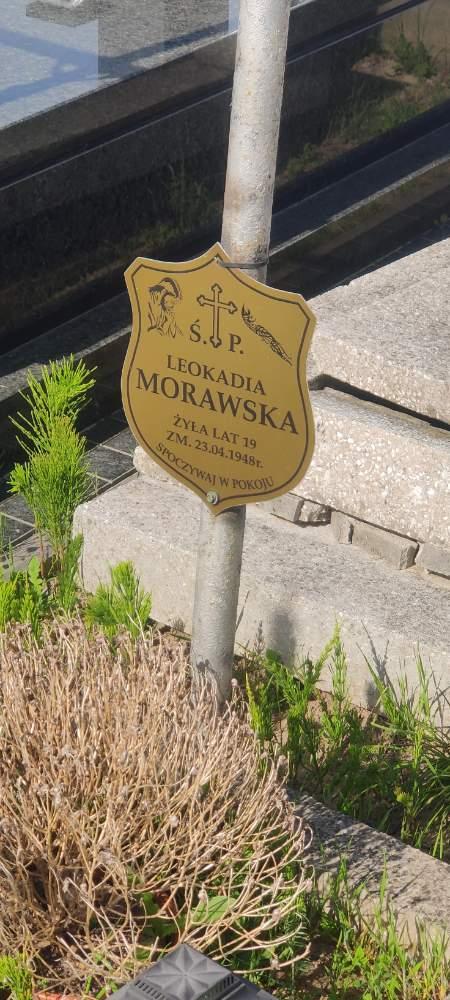 Ś. P.
LEOKADIA
MORAWSKA
ŻYŁA LAT 19
ZM. 23.04.1948r.
SPOCZYWAJ W POKOJU